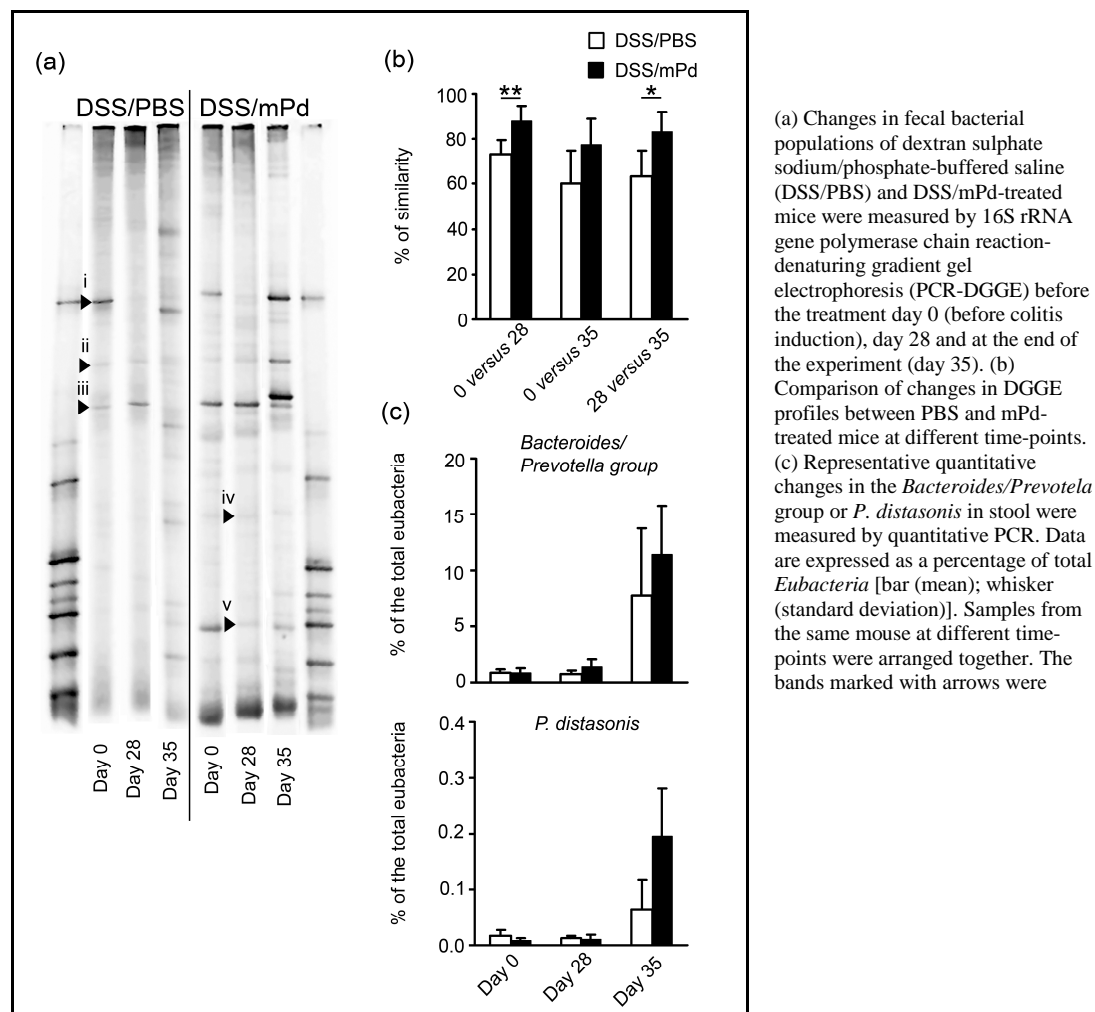 (a)
DSS/PBS DSS/mPd
i
ii
iii
iv
v
Day 0
Day 28
Day 35
Day 0
Day 28
Day 35
(b)
DSS/PBS
DSS/mPd
% of similarity
100
80
60
40
20
0
**
*
0 versus 28
0 versus 35
28 versus 35
(c)
Bacteroides/
Prevotella group
% of the total eubacteria
20
15
10
5
0
P. distasonis
% of the total eubacteria
0.4
0.3
0.2
0.1
0.0
Day 0
Day 28
Day 35
(a) Changes in fecal bacterial
populations of dextran sulphate
sodium/phosphate-buffered saline
(DSS/PBS) and DSS/mPd-treated
mice were measured by 16S rRNA
gene polymerase chain reaction-
denaturing gradient gel
electrophoresis (PCR-DGGE) before
the treatment day 0 (before colitis
induction), day 28 and at the end of
the experiment (day 35). (b)
Comparison of changes in DGGE
profiles between PBS and mPd-
treated mice at different time-points.
(c) Representative quantitative
changes in the Bacteroides/Prevotela
group or P. distasonis in stool were
measured by quantitative PCR. Data
are expressed as a percentage of total
Eubacteria [bar (mean); whisker
(standard deviation)]. Samples from
the same mouse at different time-
points were arranged together. The
bands marked with arrows were